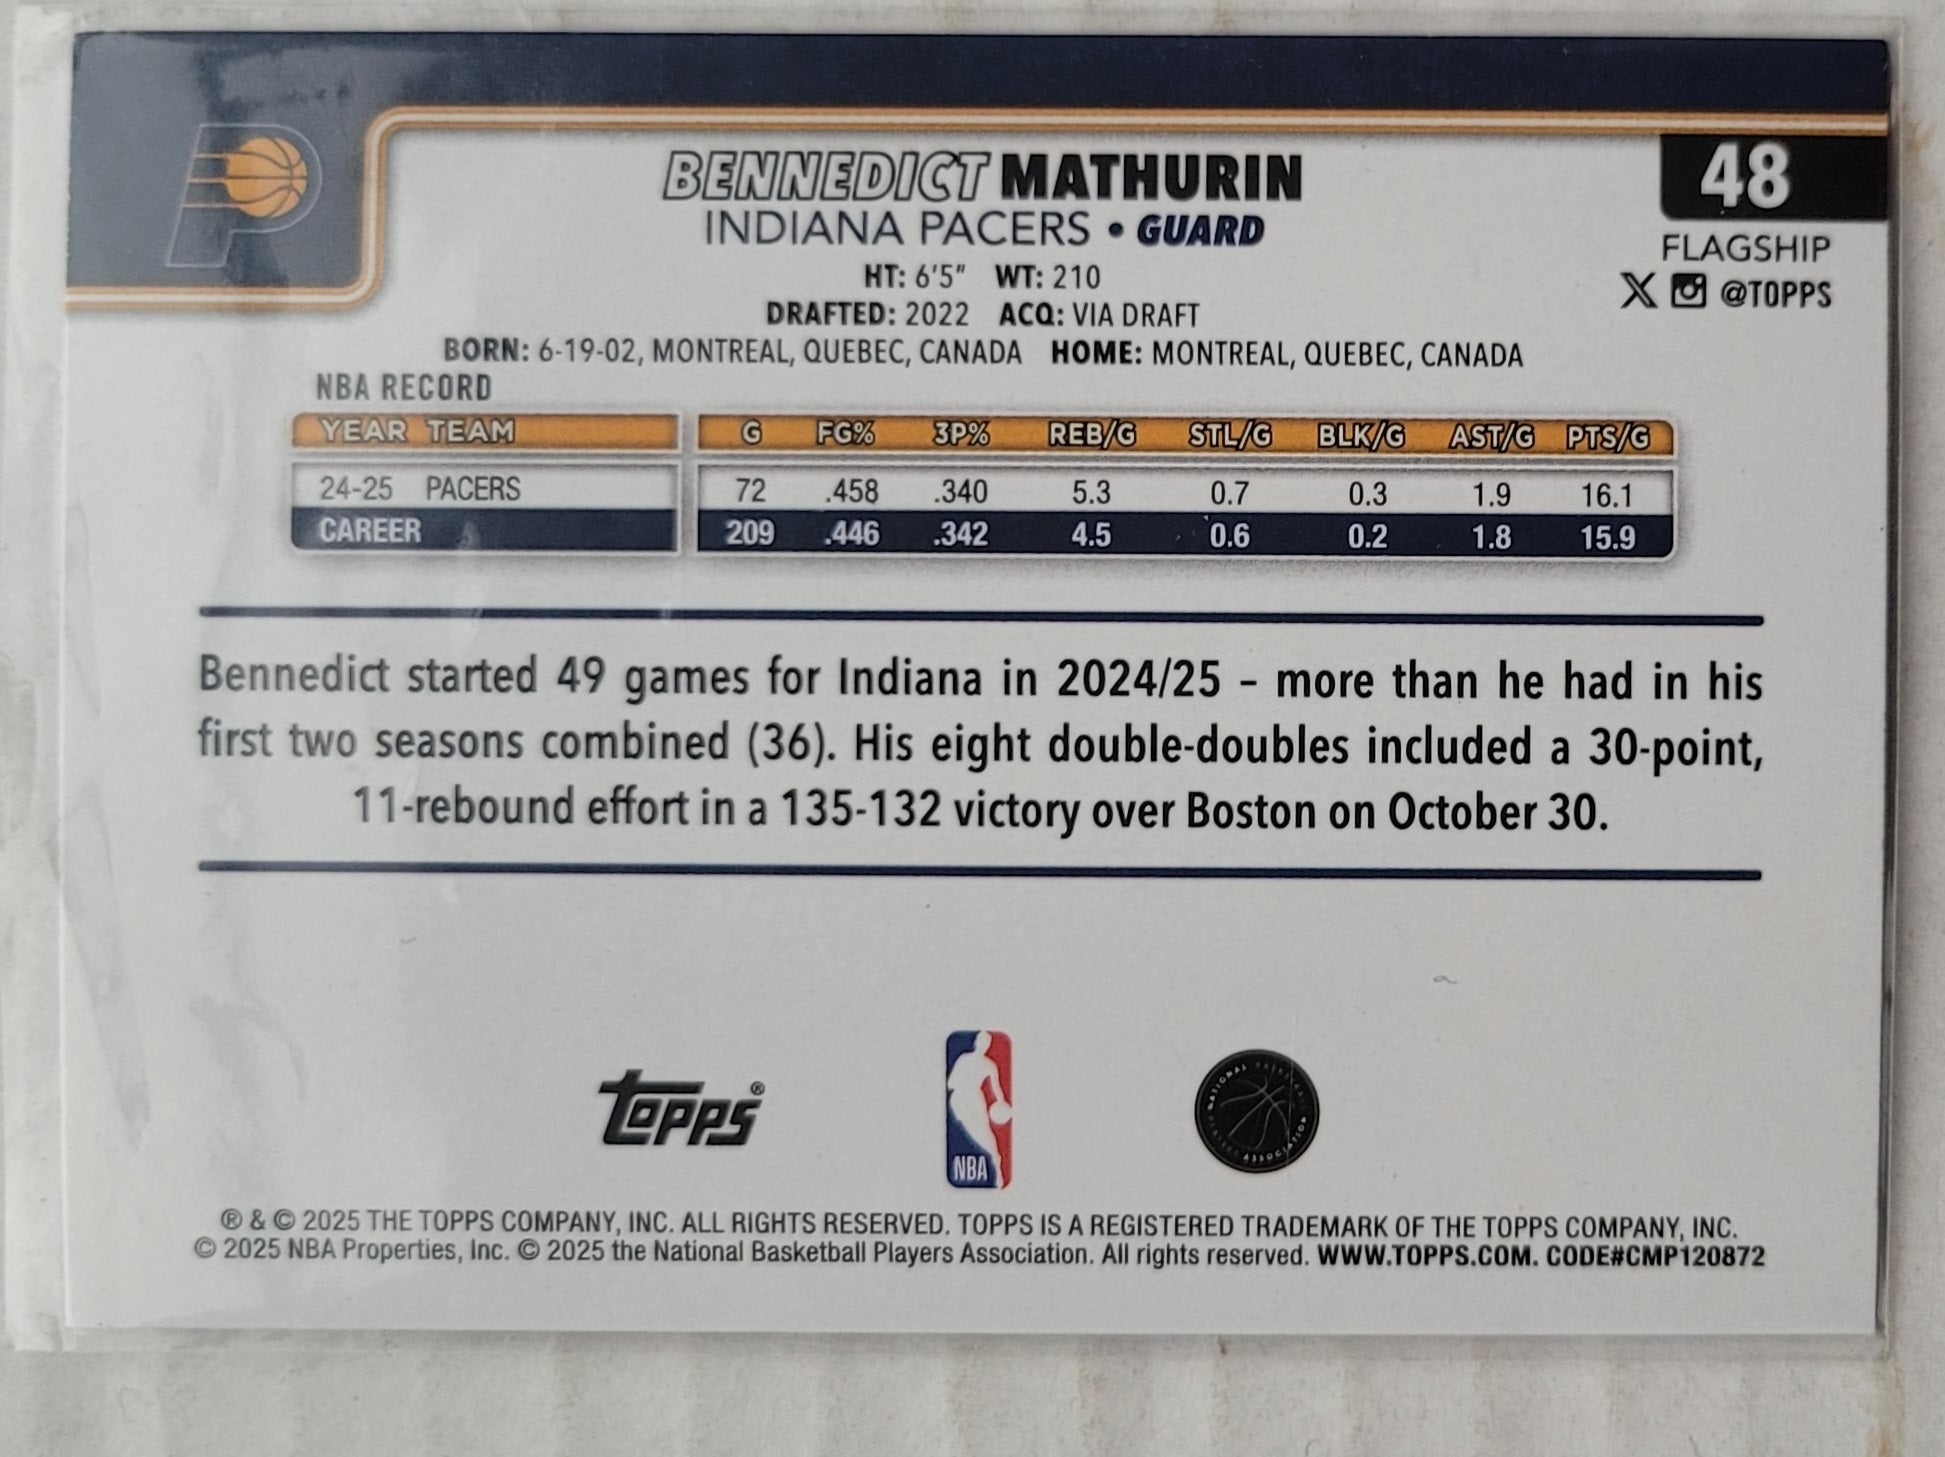 BENNEDICT MATHURIN
INDIANA PACERS • GUARD
HT: 6'5" WT: 210
DRAFTED: 2022 ACQ: VIA DRAFT
BORN: 6-19-02, MONTREAL, QUEBEC, CANADA HOME: MONTREAL, QUEBEC, CANADA
48
FLAGSHIP
X @TOPPS
NBA RECORD
YEAR TEAM G FG% 3P% REB/G STL/G BLK/G AST/G PTS/G
24-25 PACERS 72 .458 .340 5.3 0.7 0.3 1.9 16.1
CAREER 209 .446 .342 4.5 0.6 0.2 1.8 15.9
Bennedict started 49 games for Indiana in 2024/25 – more than he had in his
first two seasons combined (36). His eight double-doubles included a 30-point,
11-rebound effort in a 135-132 victory over Boston on October 30.
topps®
NBA
NATIONAL BASKETBALL PLAYERS ASSOCIATION
® & © 2025 THE TOPPS COMPANY, INC. ALL RIGHTS RESERVED. TOPPS IS A REGISTERED TRADEMARK OF THE TOPPS COMPANY, INC.
© 2025 NBA Properties, Inc. © 2025 the National Basketball Players Association. All rights reserved. WWW.TOPPS.COM. CODE#CMP120872